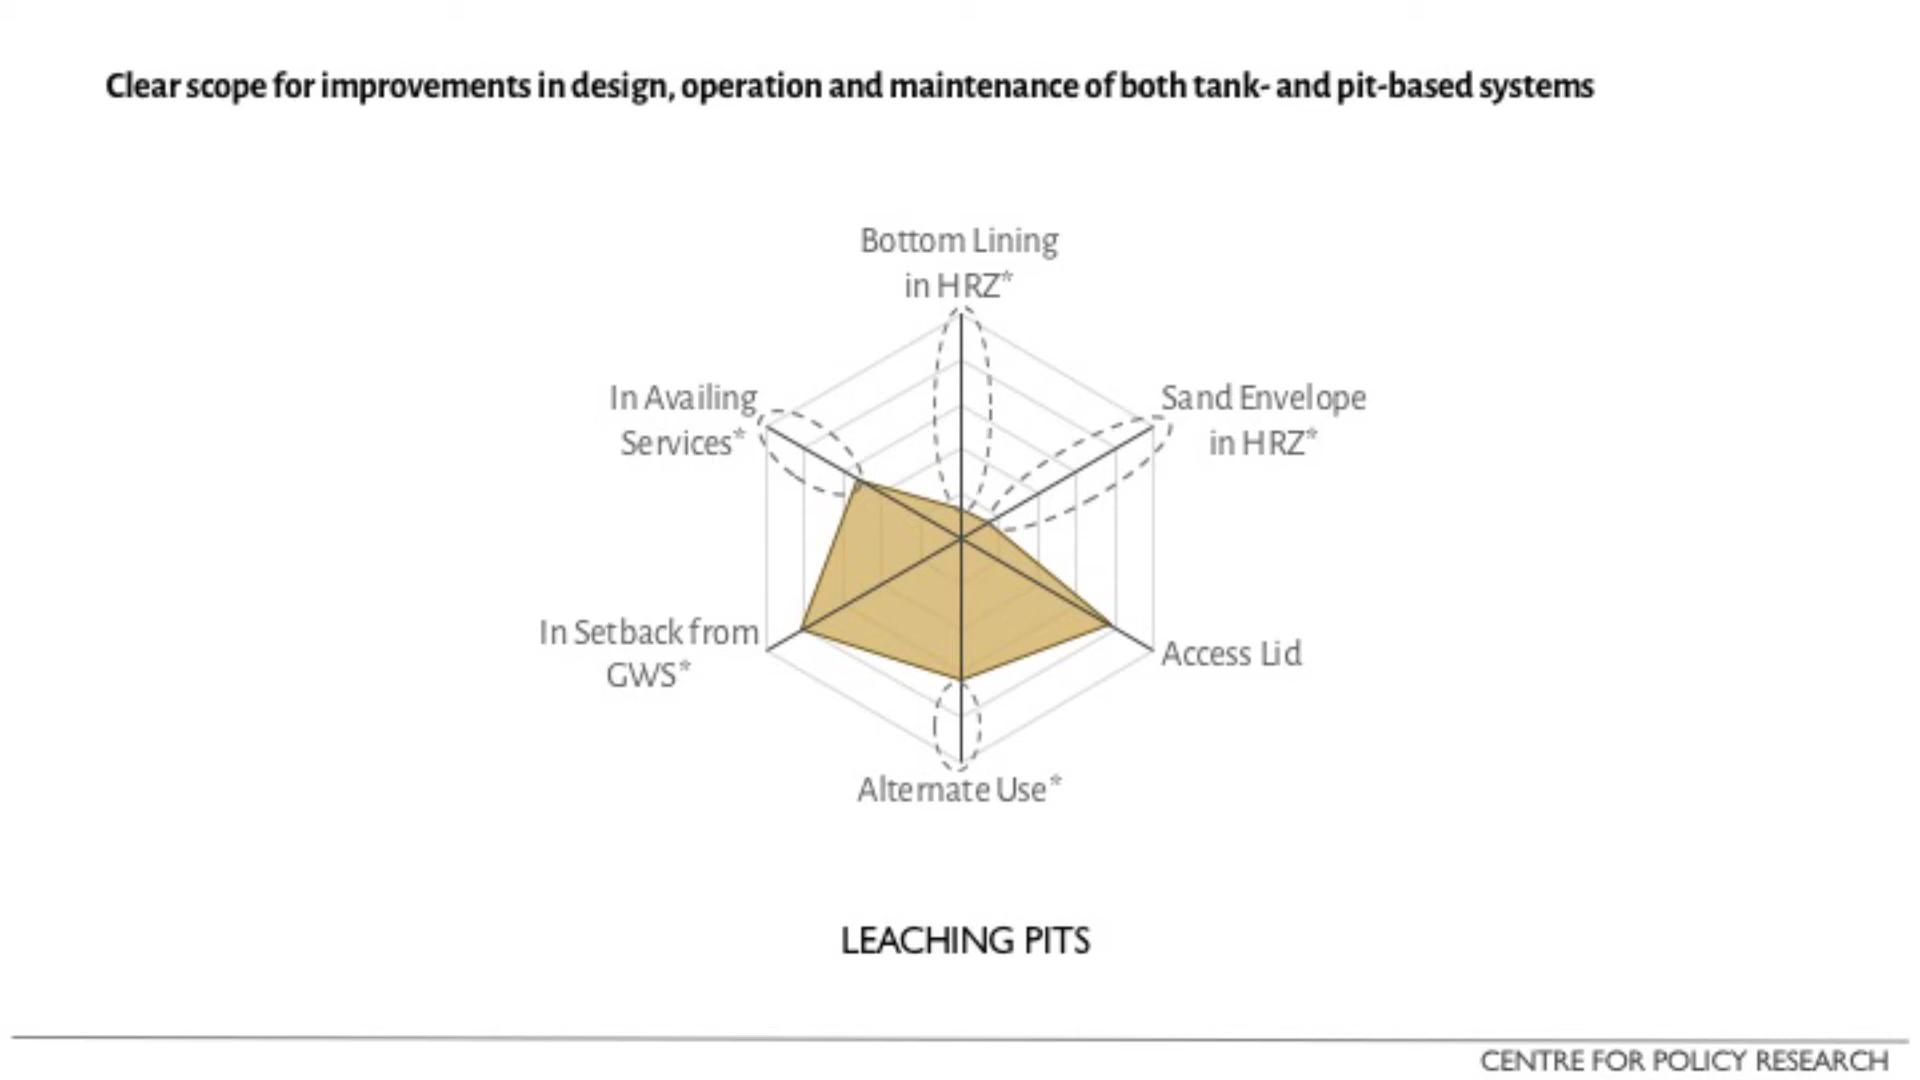 Clear scope for improvements in design, operation and maintenance of both tank- and pit-based systems
Bottom Lining
in HRZ*
In Availing
Services*
Sand Envelope
in HRZ*
In Setback from
GWS*
Access Lid
Alternate Use*
LEACHING PITS
CENTRE FOR POLICY RESEARCH